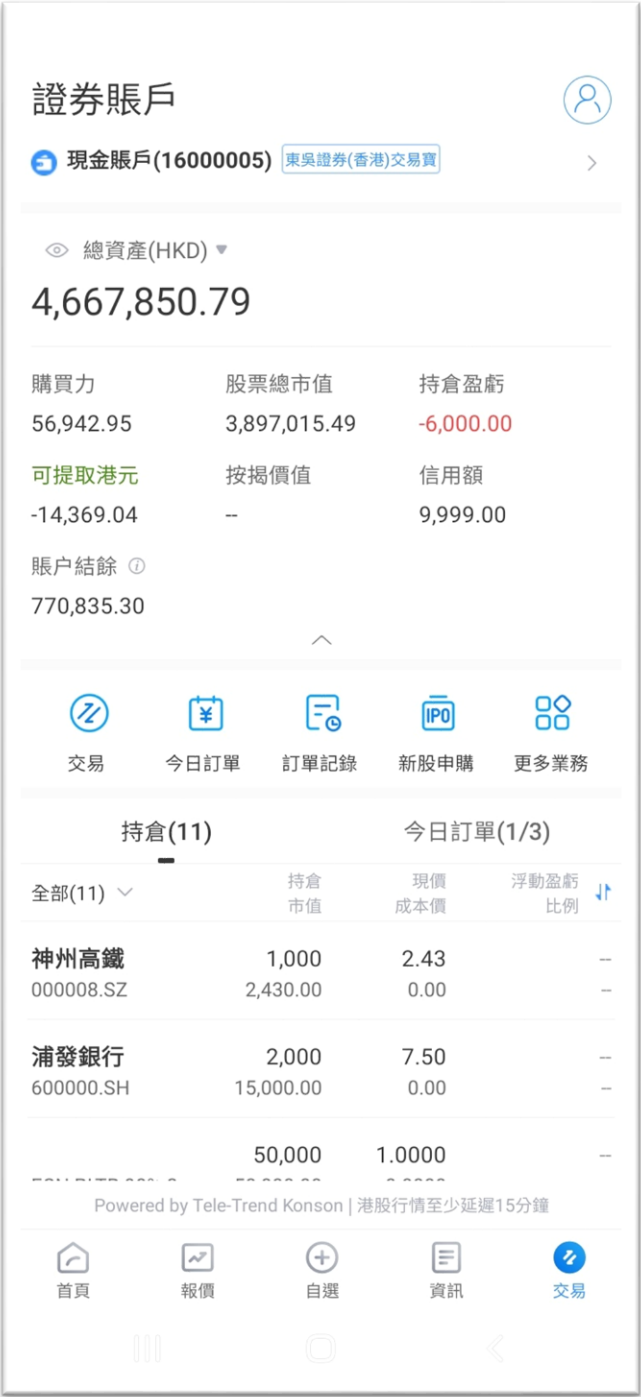 證券賬戶
現金賬戶(16000005) 東吳證券(香港)交易寶
總資產(HKD)
4,667,850.79
購買力 股票總市值 持倉盈虧
56,942.95 3,897,015.49 -6,000.00
可提取港元 按揭價值 信用額
-14,369.04 -- 9,999.00
賬戶結餘
770,835.30
IPO
交易 今日訂單 訂單記錄 新股申購 更多業務
持倉(11) 今日訂單(1/3)
全部(11) 持倉 現價 浮動盈虧
市值 成本價 比例
神州高鐵 1,000 2.43 --
000008.SZ 2,430.00 0.00 --
浦發銀行 2,000 7.50 --
600000.SH 15,000.00 0.00 --
50,000 1.0000 --
Powered by Tele-Trend Konson | 港股行情至少延遲15分鐘
首頁 報價 自選 資訊 交易